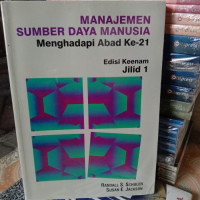 MANAJEMEN
SUMBER DAYA MANUSIA
Menghadapi Abad Ke-21
Edisi Keenam
Jilid 1
RANDALL S. SCHULER
SUSAN E. JACKSON